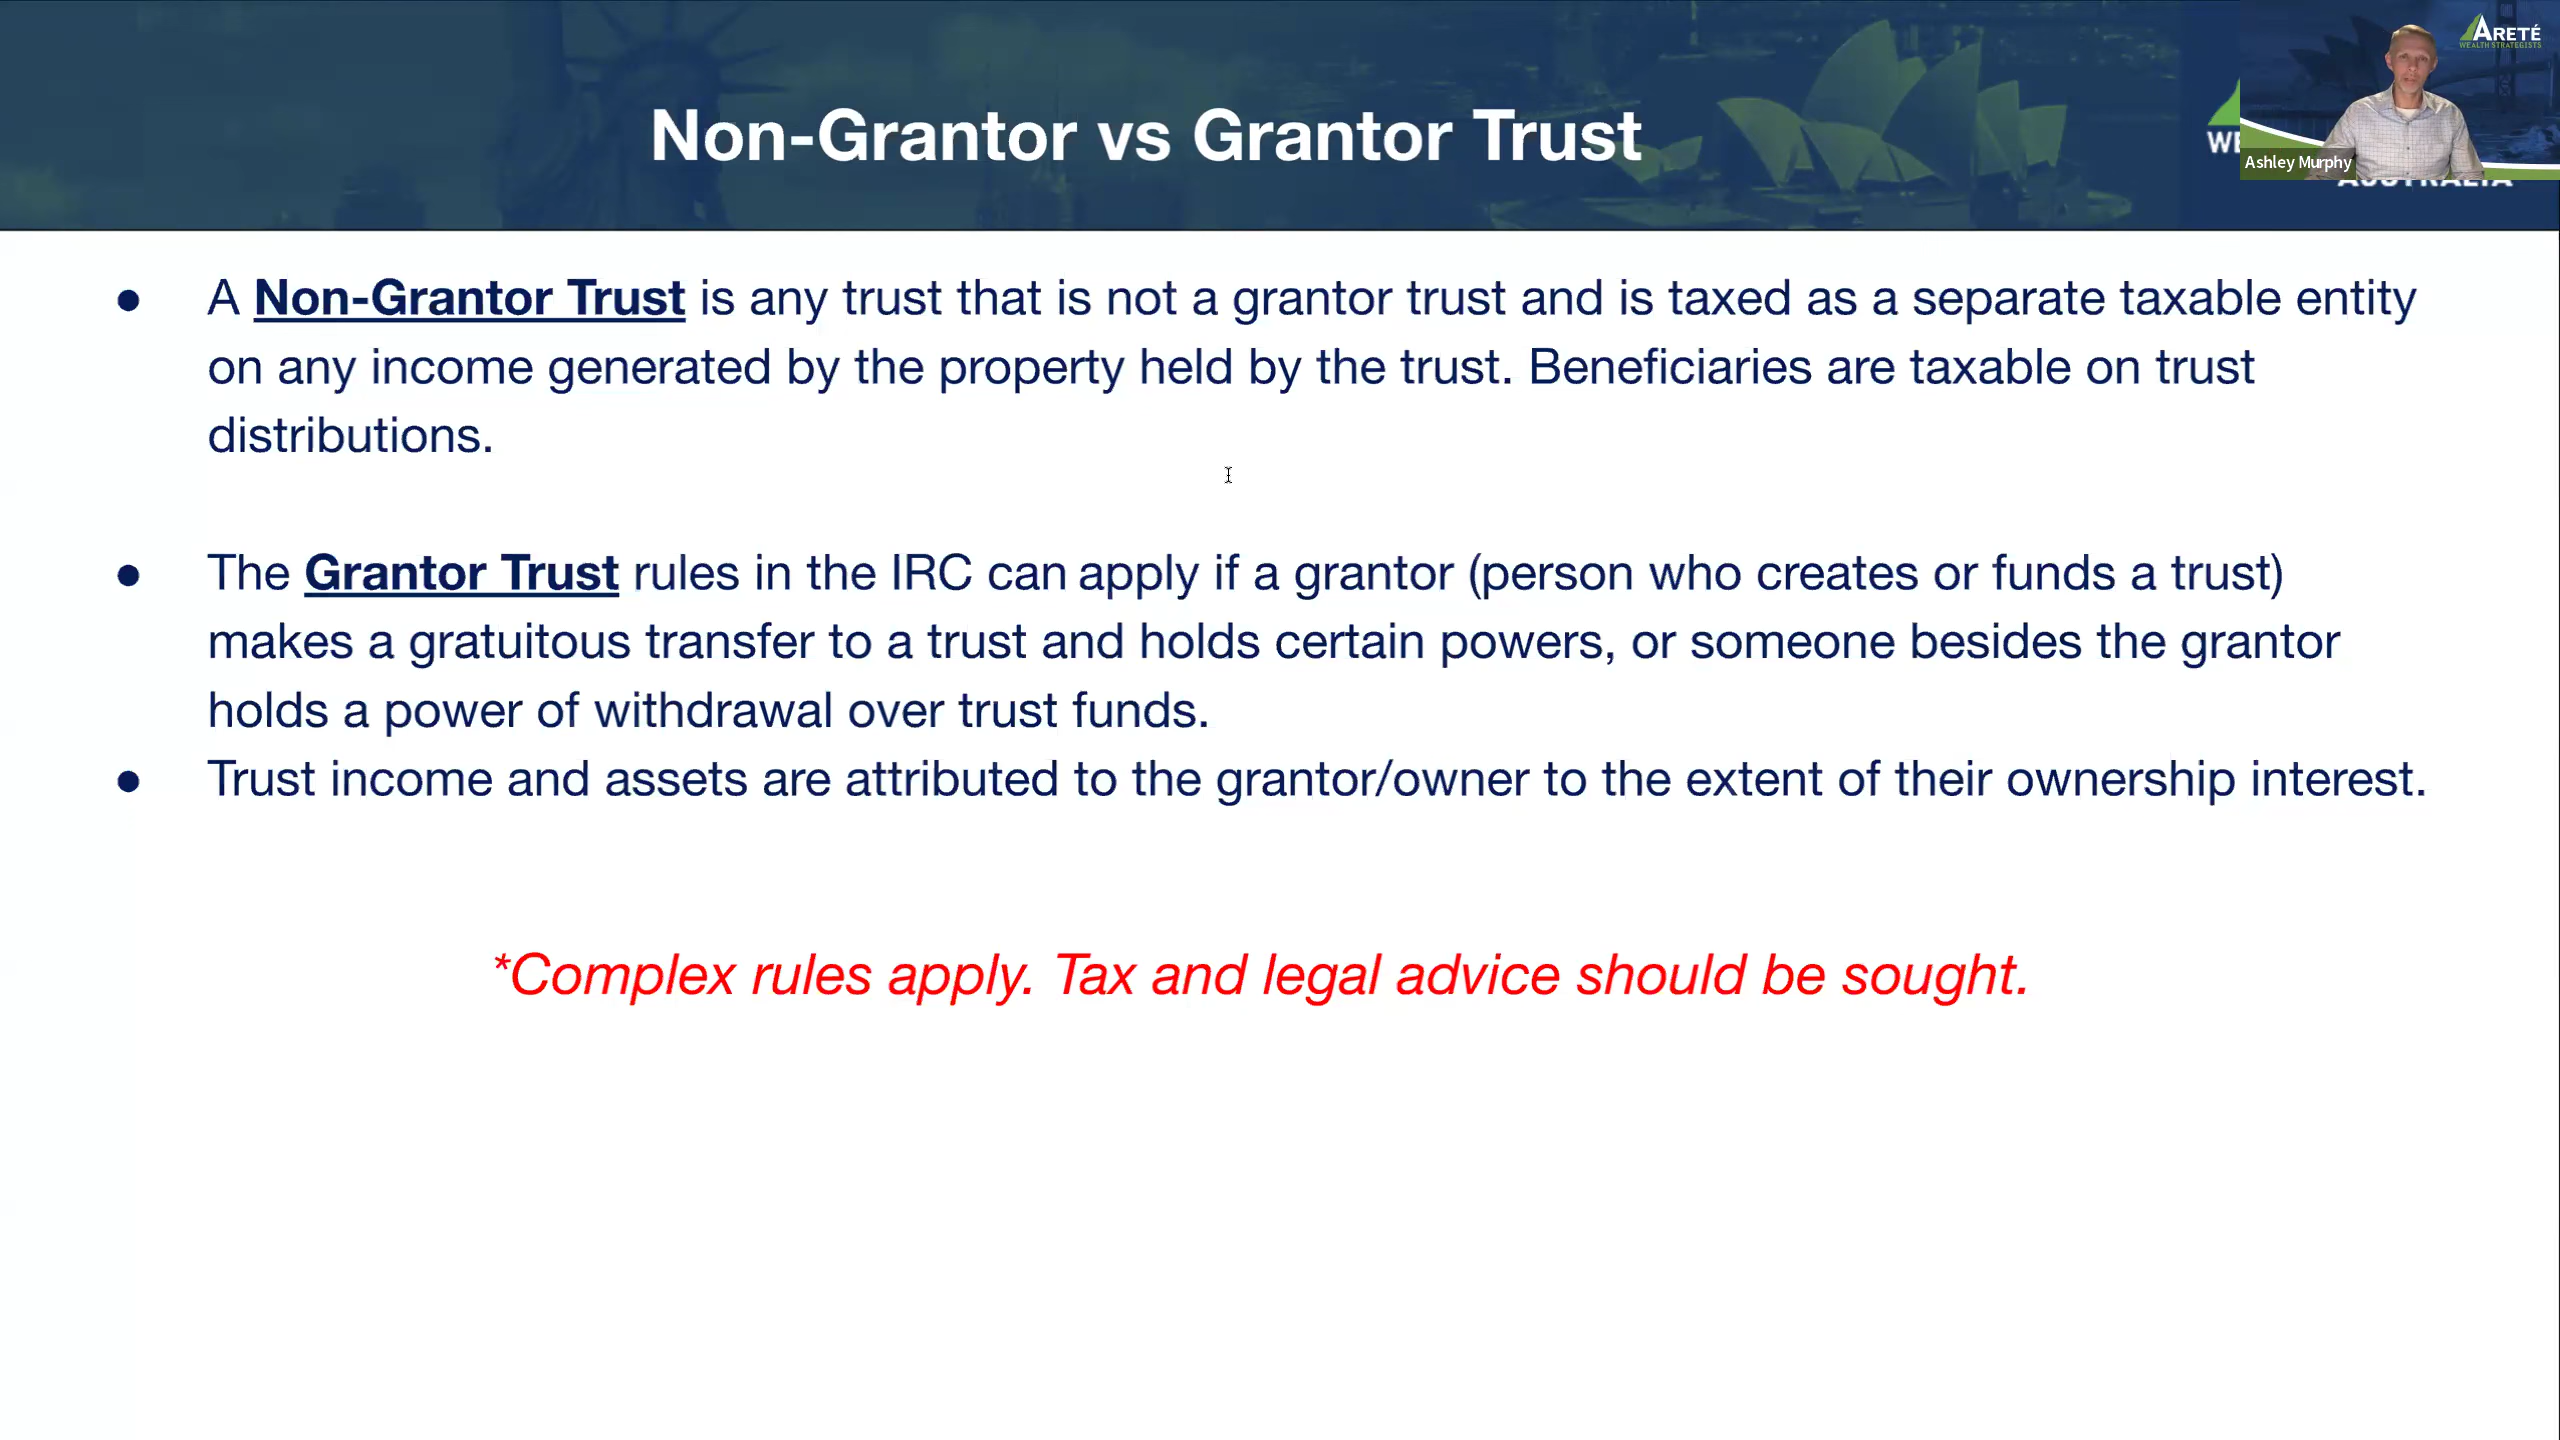 Non-Grantor vs Grantor Trust
ARETÉ
WEALTH STRATEGISTS
WE
Ashley Murphy
AUSTRALIA
● A Non-Grantor Trust is any trust that is not a grantor trust and is taxed as a separate taxable entity
on any income generated by the property held by the trust. Beneficiaries are taxable on trust
distributions.
● The Grantor Trust rules in the IRC can apply if a grantor (person who creates or funds a trust)
makes a gratuitous transfer to a trust and holds certain powers, or someone besides the grantor
holds a power of withdrawal over trust funds.
● Trust income and assets are attributed to the grantor/owner to the extent of their ownership interest.
*Complex rules apply. Tax and legal advice should be sought.